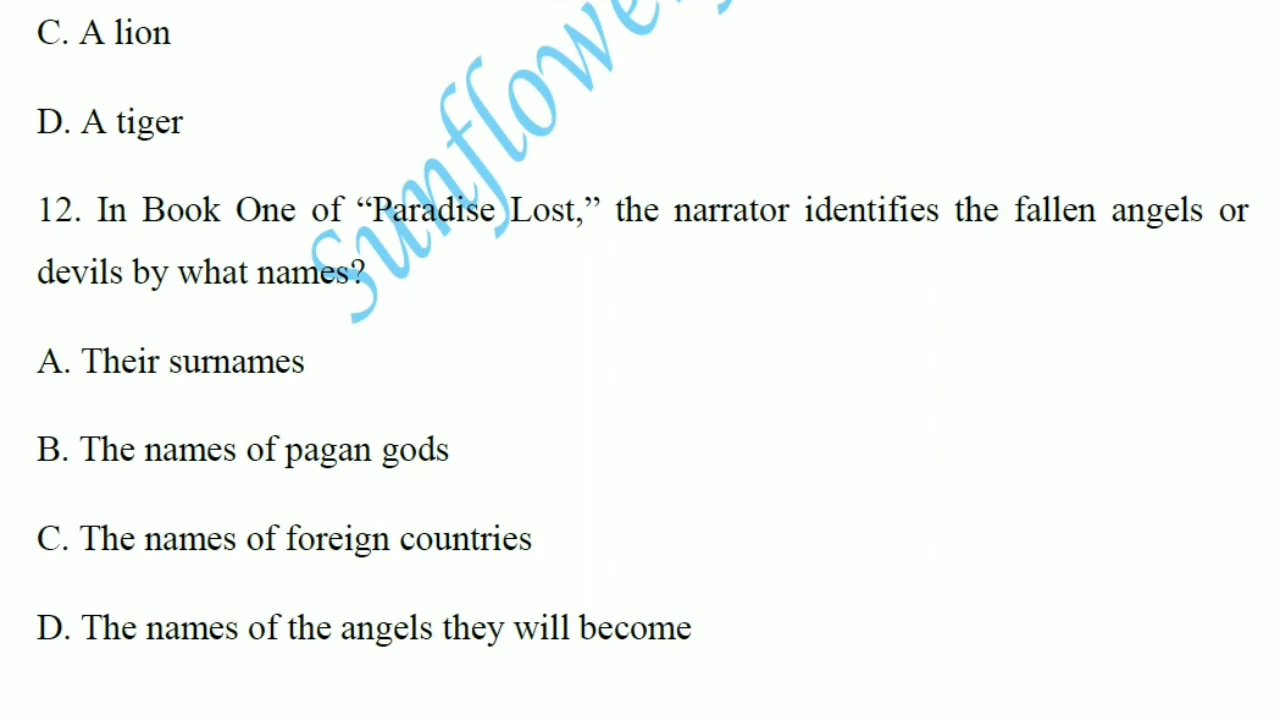 C. A lion
D. A tiger
12. In Book One of “Paradise Lost,” the narrator identifies the fallen angels or
devils by what names?
A. Their surnames
B. The names of pagan gods
C. The names of foreign countries
D. The names of the angels they will become
Sunflower